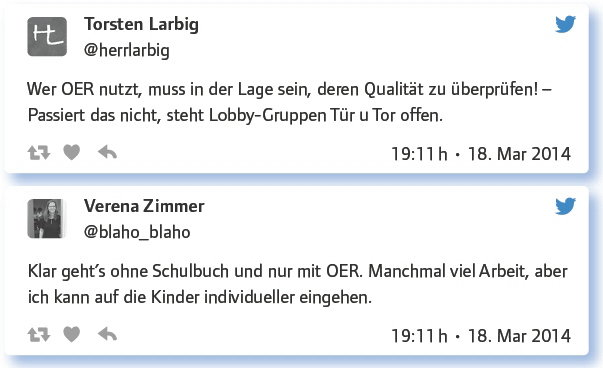 Torsten Larbig
@herrlarbig
Wer OER nutzt, muss in der Lage sein, deren Qualität zu überprüfen! –
Passiert das nicht, steht Lobby-Gruppen Tür u Tor offen.
19:11 h · 18. Mar 2014
Verena Zimmer
@blaho_blaho
Klar geht´s ohne Schulbuch und nur mit OER. Manchmal viel Arbeit, aber
ich kann auf die Kinder individueller eingehen.
19:11 h · 18. Mar 2014